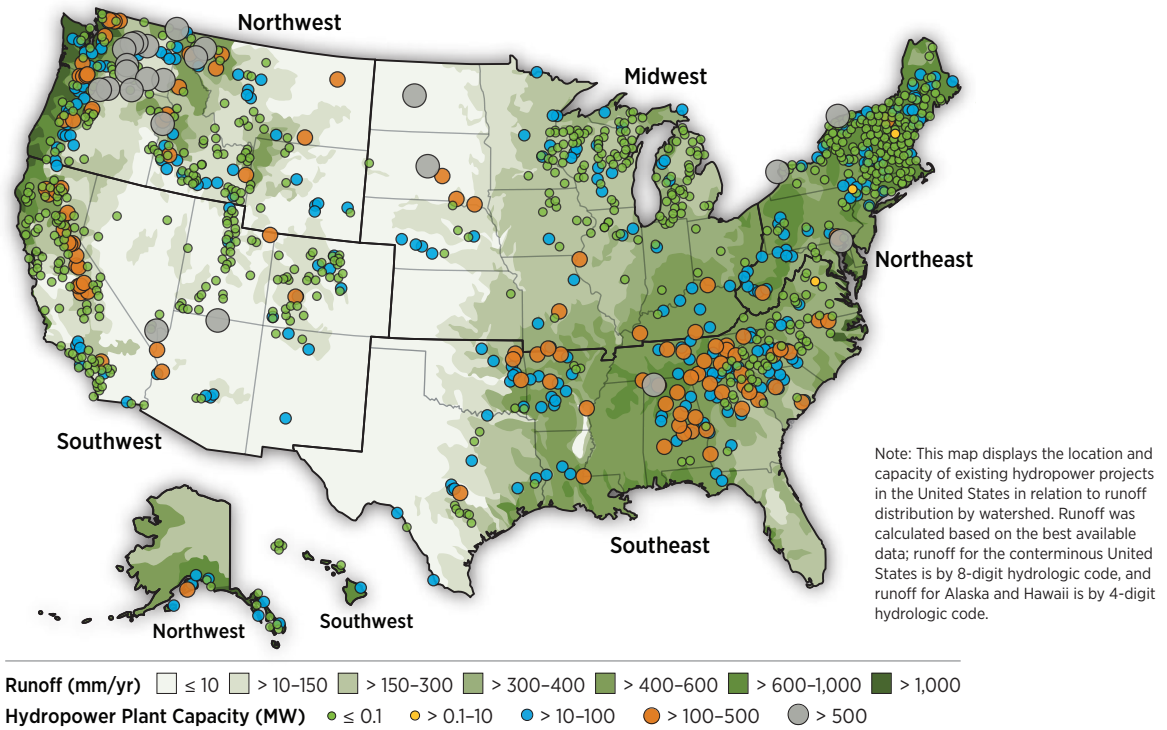 Northwest
Midwest
Northeast
Southwest
Southeast
Northwest
Southwest
Note: This map displays the location and
capacity of existing hydropower projects
in the United States in relation to runoff
distribution by watershed. Runoff was
calculated based on the best available
data; runoff for the conterminous United
States is by 8-digit hydrologic code, and
runoff for Alaska and Hawaii is by 4-digit
hydrologic code.
Runoff (mm/yr) ≤ 10 > 10–150 > 150–300 > 300–400 > 400–600 > 600–1,000 > 1,000
Hydropower Plant Capacity (MW) ≤ 0.1 > 0.1–10 > 10–100 > 100–500 > 500